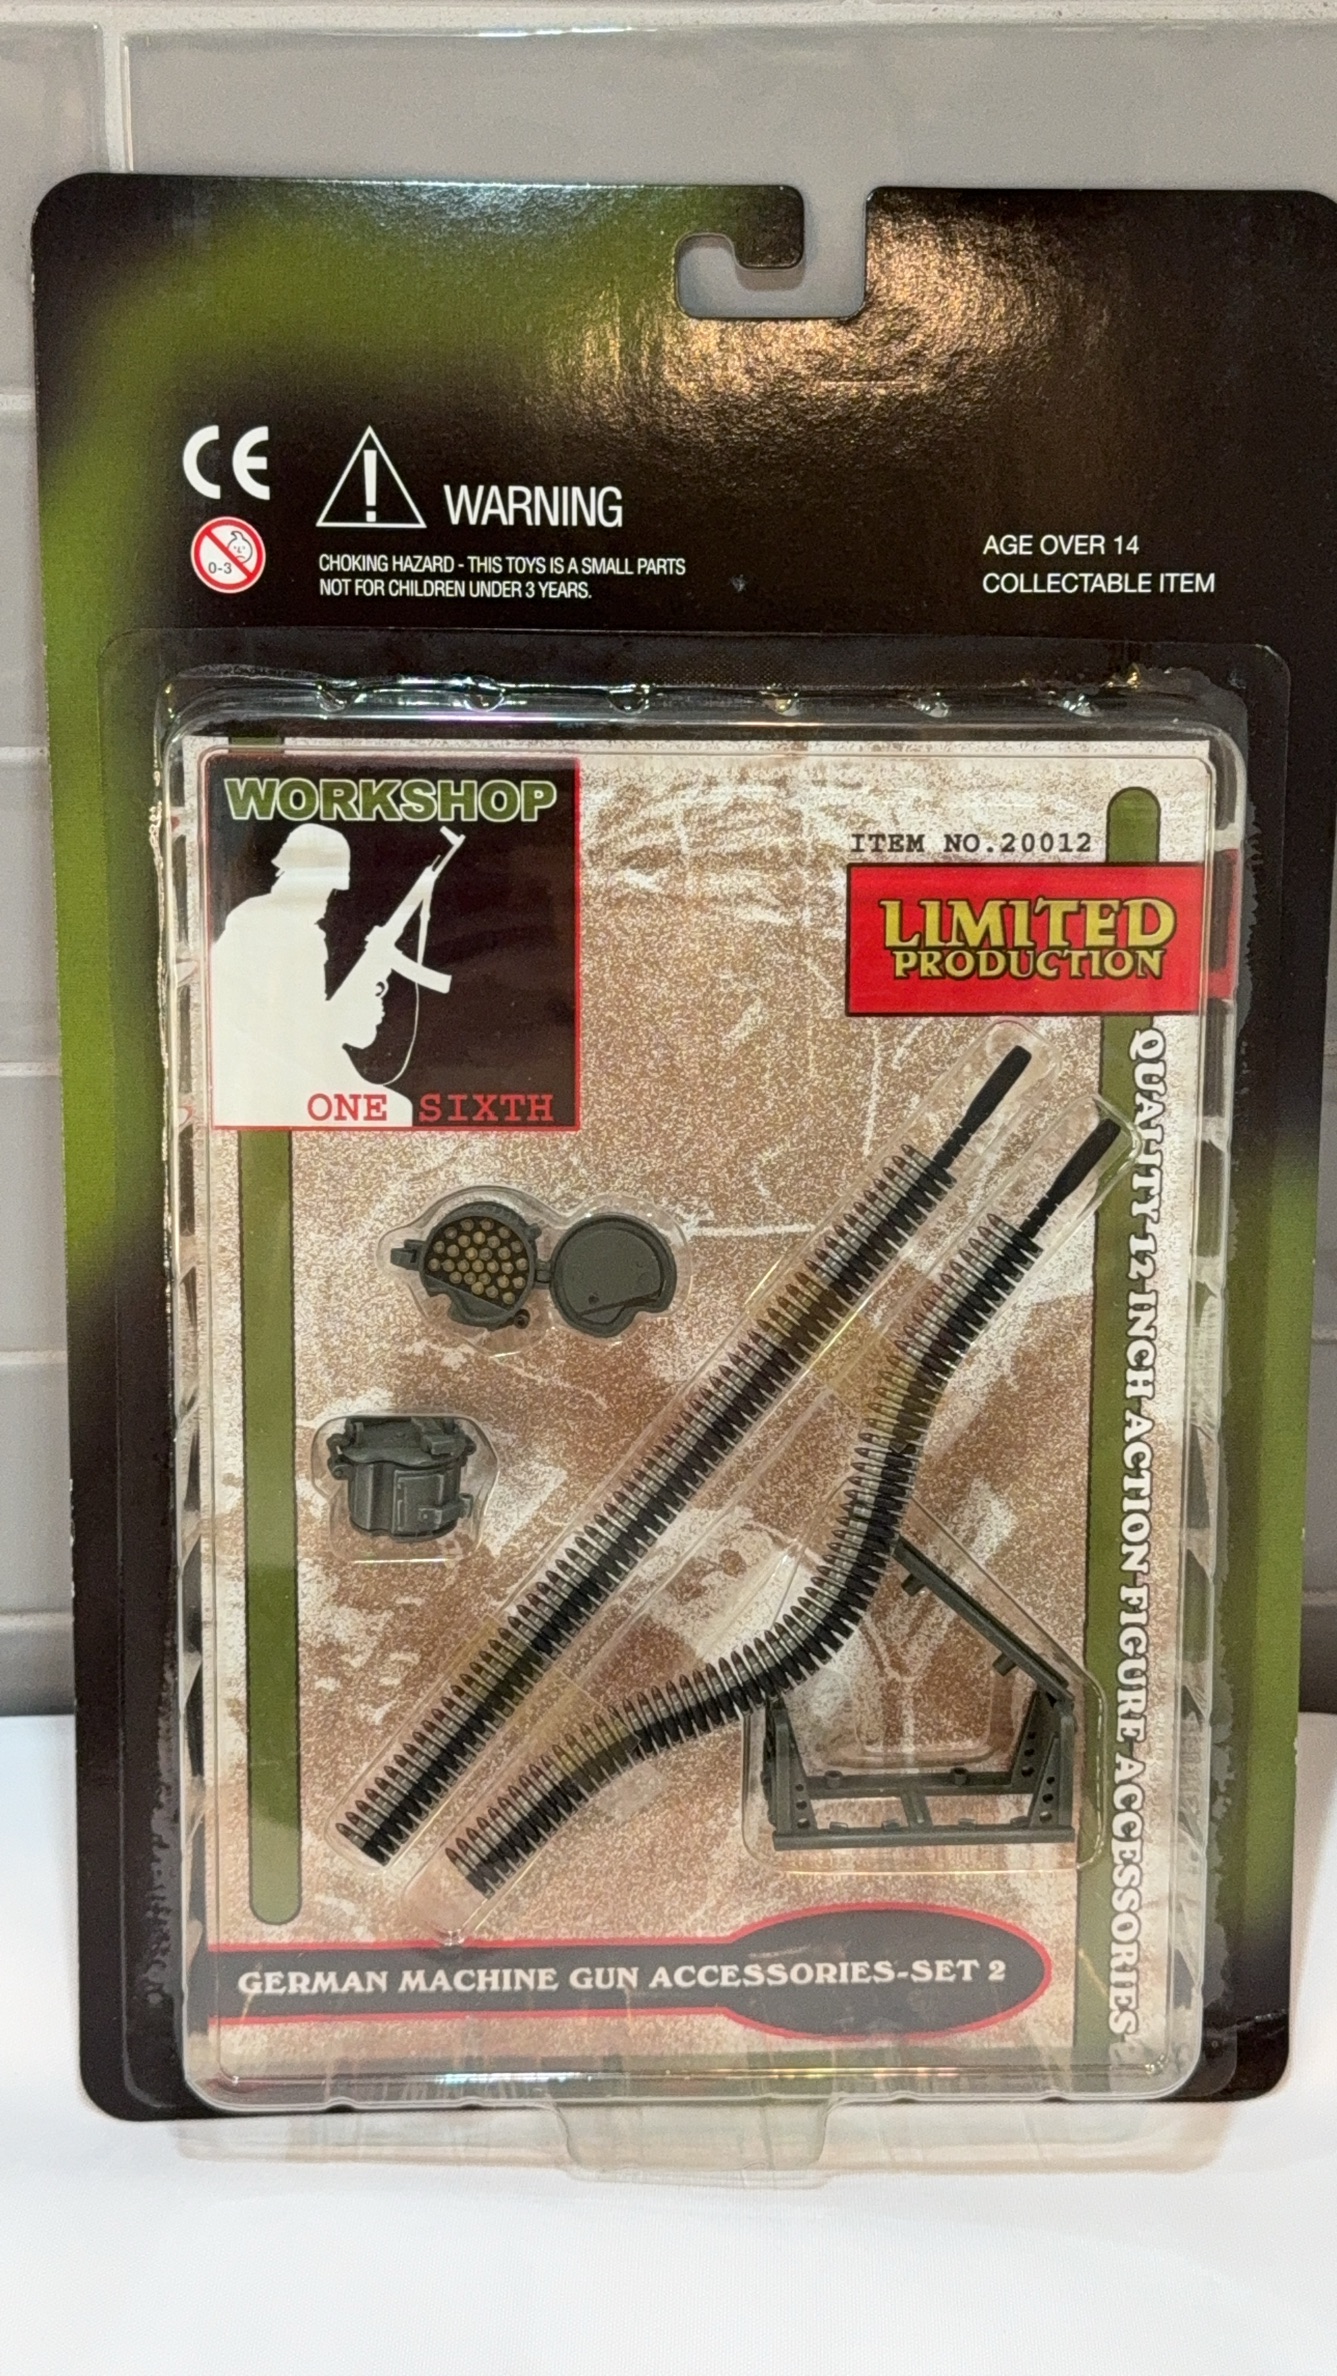 CE
WARNING
0-3
CHOKING HAZARD - THIS TOYS IS A SMALL PARTS
NOT FOR CHILDREN UNDER 3 YEARS.
AGE OVER 14
COLLECTABLE ITEM
WORKSHOP
ONE SIXTH
ITEM NO.20012
LIMITED
PRODUCTION
QUALITY 12 INCH ACTION FIGURE ACCESSORIES
GERMAN MACHINE GUN ACCESSORIES-SET 2